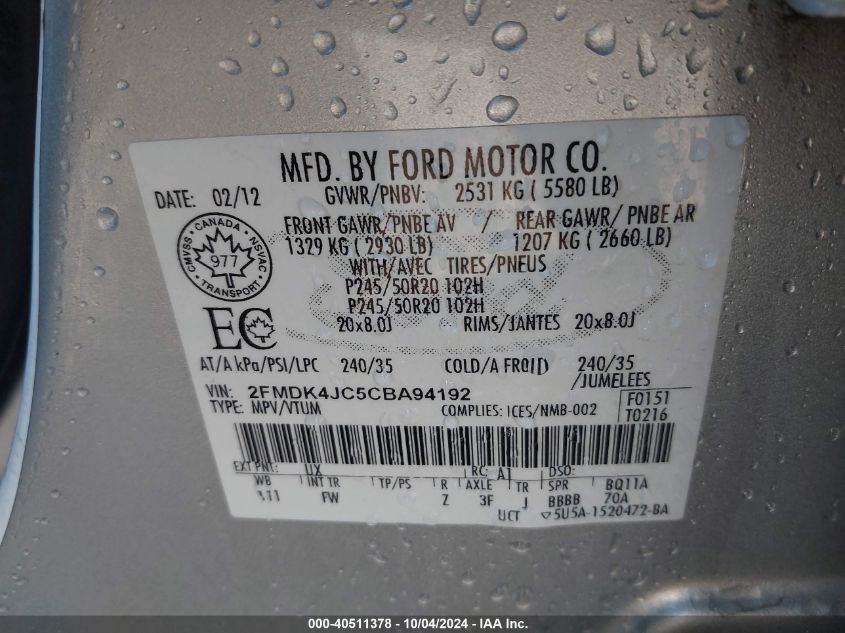 MFD. BY FORD MOTOR CO.
DATE: 02/12 GVWR/PNBV: 2531 KG ( 5580 LB)
FRONT GAWR/PNBE AV / REAR GAWR/ PNBE AR
1329 KG ( 2930 LB) 1207 KG ( 2660 LB)
WITH/AVEC TIRES/PNEUS
P245/50R20 102H
P245/50R20 102H
20x8.0J RIMS/JANTES 20x8.0J
CANADA
CMVSS NSVAC
977
TRANSPORT
EC
AT/A kPa/PSI/LPC 240/35 COLD/A FROID 240/35
/JUMELEES
VIN: 2FMDK4JC5CBA94192
TYPE: MPV/VTUM COMPLIES: ICES/NMB-002
F0151
T0216
EXT PNT: UX RC: A1 DSO:
WB INT TR TP/PS R AXLE TR SPR BQ11A
111 FW Z 3F J BBBB 70A
UCT 5U5A-1520472-BA
000-40511378 - 10/04/2024 - IAA Inc.